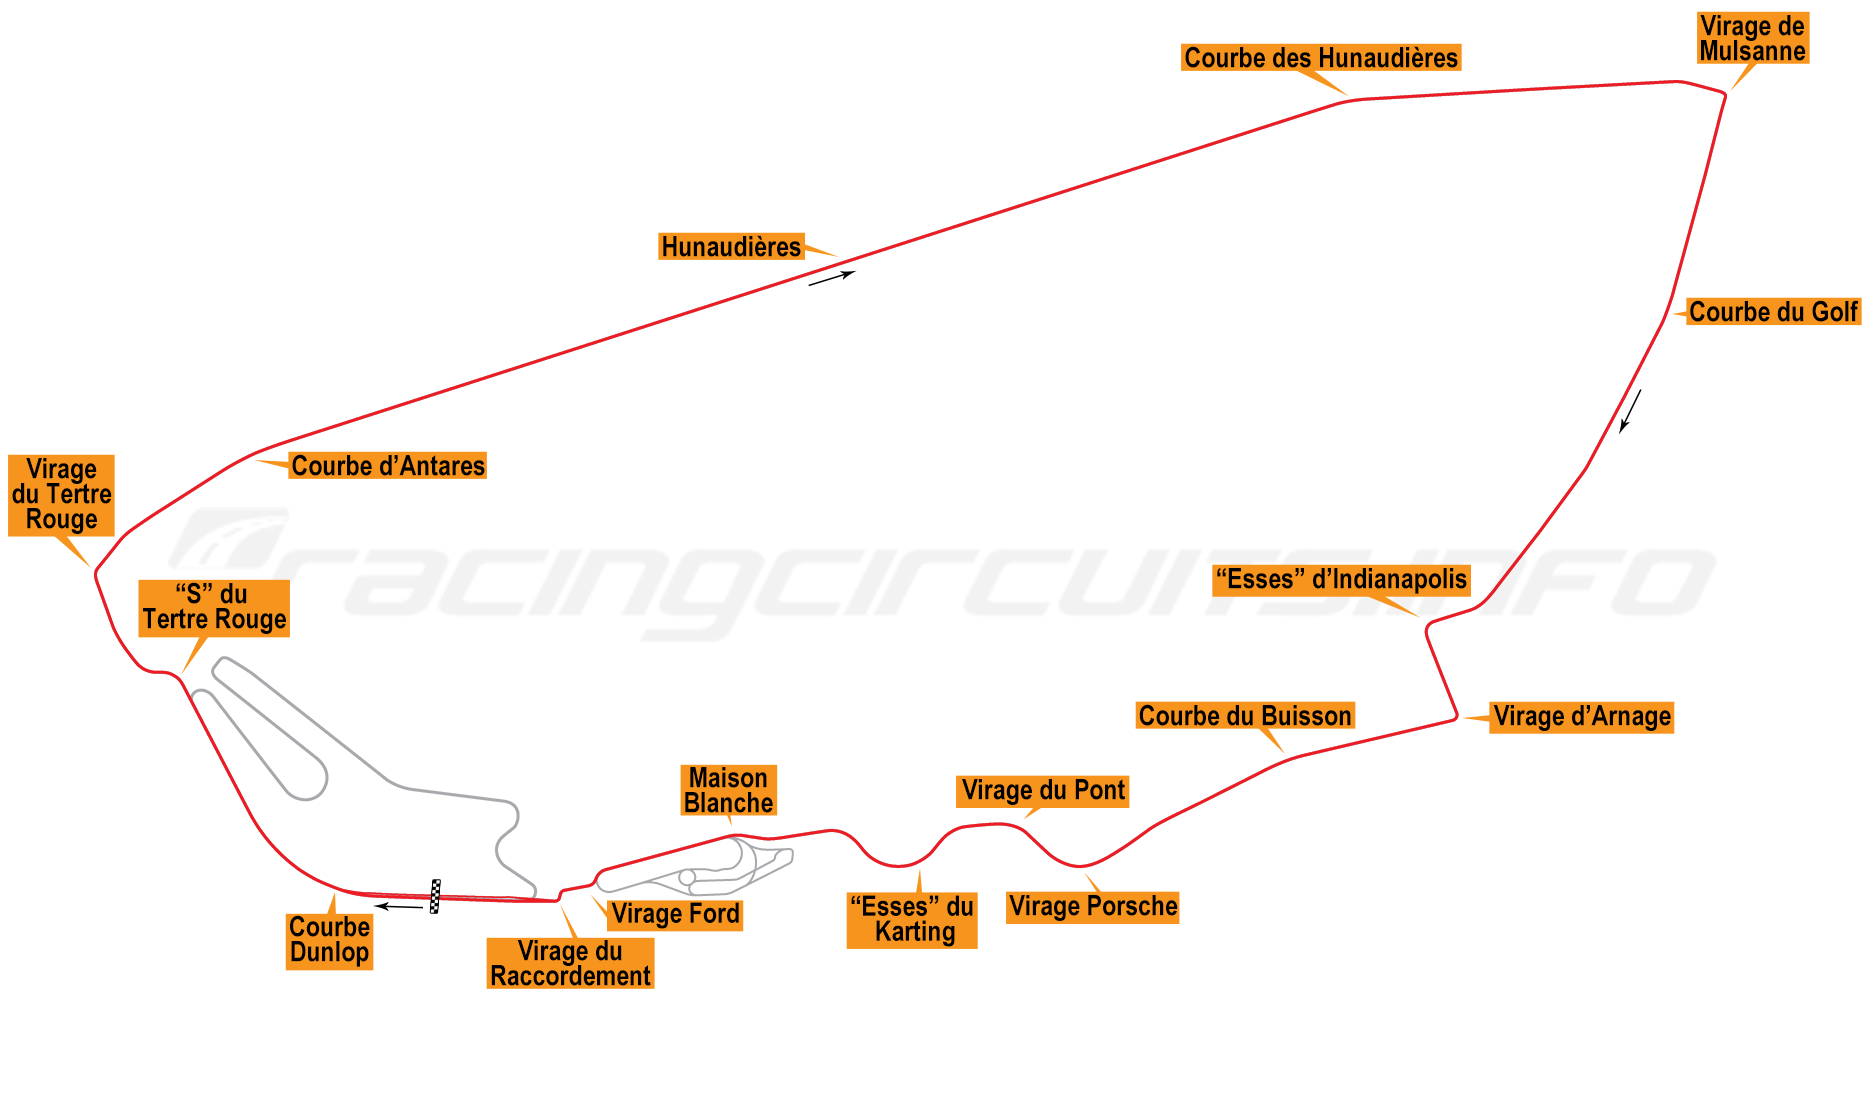 Virage de
Mulsanne
Courbe des Hunaudières
Hunaudières
Courbe du Golf
Courbe d’Antares
Virage
du Tertre
Rouge
racingcircuits.info
“Esses” d’Indianapolis
“S” du
Tertre Rouge
Courbe du Buisson
Virage d’Arnage
Maison
Blanche
Virage du Pont
“Esses” du
Karting
Virage Porsche
Virage Ford
Courbe
Dunlop
Virage du
Raccordement